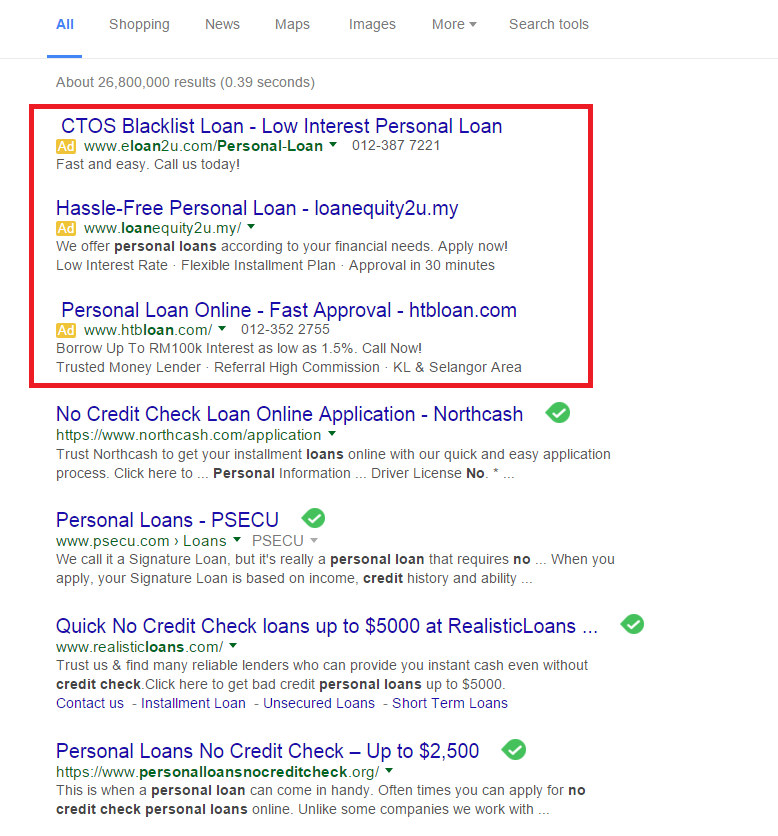 All Shopping News Maps Images More Search tools
About 26,800,000 results (0.39 seconds)
CTOS Blacklist Loan - Low Interest Personal Loan
Ad www.eloan2u.com/Personal-Loan 012-387 7221
Fast and easy. Call us today!
Hassle-Free Personal Loan - loanequity2u.my
Ad www.loanequity2u.my/
We offer personal loans according to your financial needs. Apply now!
Low Interest Rate · Flexible Installment Plan · Approval in 30 minutes
Personal Loan Online - Fast Approval - htbloan.com
Ad www.htbloan.com/ 012-352 2755
Borrow Up To RM100k Interest as low as 1.5%. Call Now!
Trusted Money Lender · Referral High Commission · KL & Selangor Area
No Credit Check Loan Online Application - Northcash
https://www.northcash.com/application
Trust Northcash to get your installment loans online with our quick and easy application
process. Click here to ... Personal Information ... Driver License No. * ...
Personal Loans - PSECU
www.psecu.com › Loans PSECU
We call it a Signature Loan, but it's really a personal loan that requires no ... When you
apply, your Signature Loan is based on income, credit history and ability ...
Quick No Credit Check loans up to $5000 at RealisticLoans ...
www.realisticloans.com/
Trust us & find many reliable lenders who can provide you instant cash even without
credit check.Click here to get bad credit personal loans up to $5000.
Contact us - Installment Loan - Unsecured Loans - Short Term Loans
Personal Loans No Credit Check – Up to $2,500
https://www.personalloansnocreditcheck.org/
This is when a personal loan can come in handy. Often times you can apply for no
credit check personal loans online. Unlike some companies we work with ...